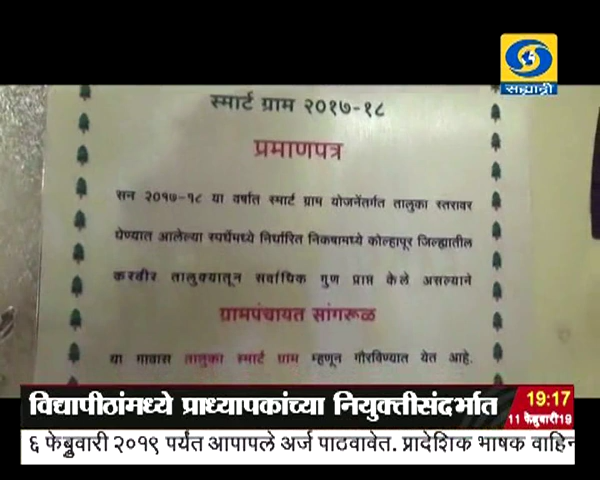 सह्याद्री
स्मार्ट ग्राम २०१७-१८
प्रमाणपत्र
सन २०१७-१८ या वर्षात स्मार्ट ग्राम योजनेंतर्गत तालुका स्तरावर
घेण्यात आलेल्या स्पर्धेमध्ये निर्धारित निकषामध्ये कोल्हापूर जिल्ह्यातील
करवीर तालुक्यातून सर्वाधिक गुण प्राप्त केले असल्याने
ग्रामपंचायत सांगरूळ
या गावास तालुका स्मार्ट ग्राम म्हणून गौरविण्यात येत आहे.
विद्यापीठांमध्ये प्राध्यापकांच्या नियुक्तीसंदर्भात
19:17
11 फेब्रुवारी19
६ फेब्रुवारी २०१९ पर्यंत आपापले अर्ज पाठवावेत. प्रादेशिक भाषक वाहिन